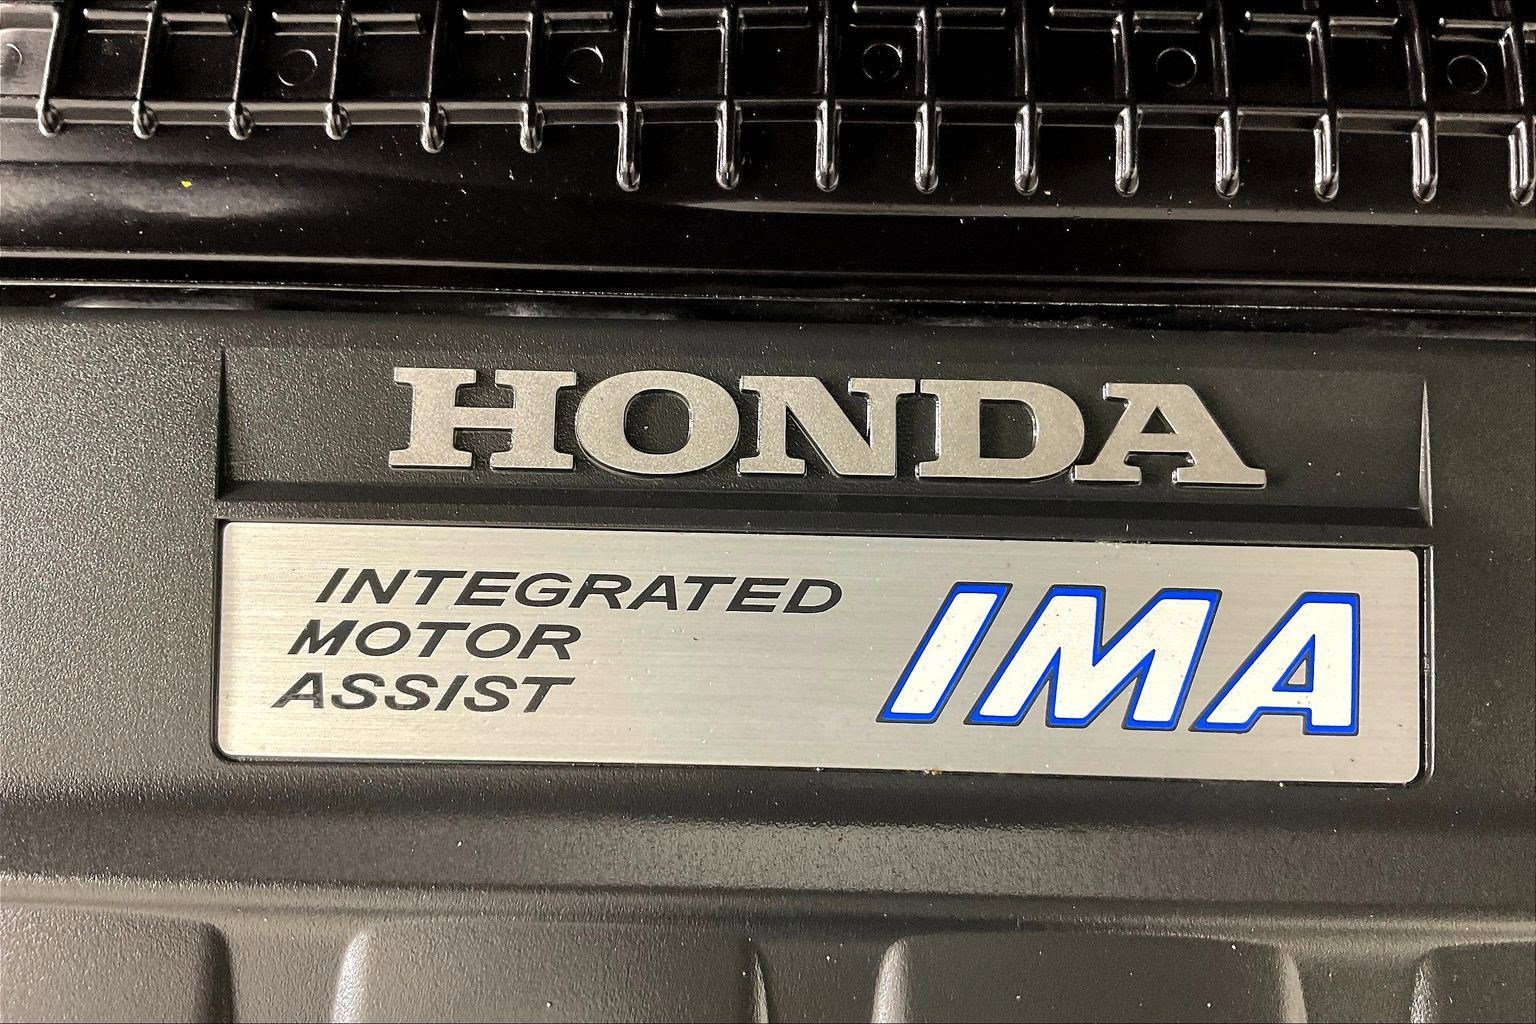 HONDA
INTEGRATED
MOTOR
ASSIST
IMA